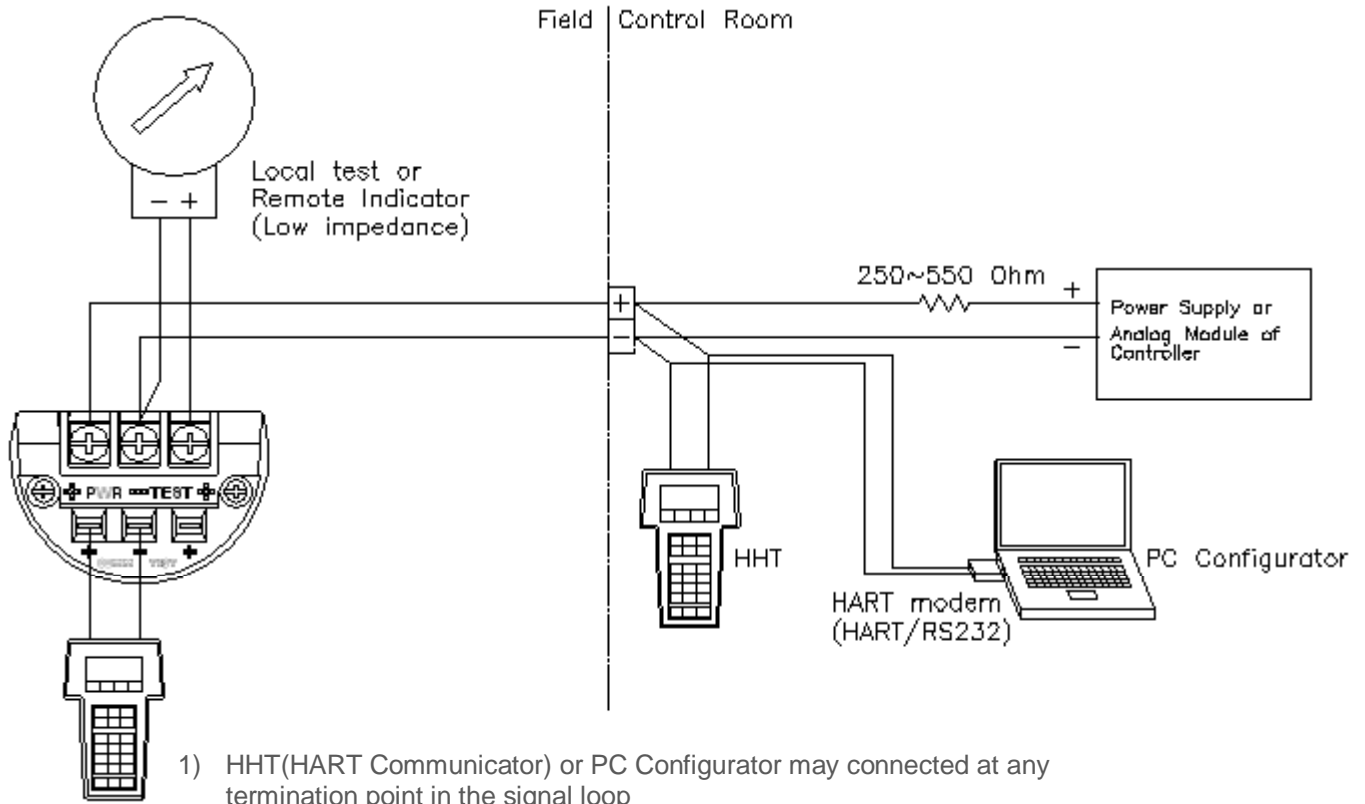 Field Control Room
Local test or
Remote Indicator
(Low impedance)
- +
250~550 Ohm
+
Power Supply or
Analog Module of
Controller
-
+
-
+ PWR - TEST +
+ - +
TEST
HHT
PC Configurator
HART modem
(HART/RS232)
1) HHT(HART Communicator) or PC Configurator may connected at any
termination point in the signal loop